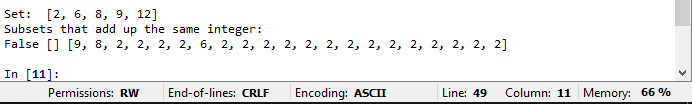 Set:  [2, 6, 8, 9, 12]
Subsets that add up the same integer:
False [] [9, 8, 2, 2, 2, 2, 6, 2, 2, 2, 2, 2, 2, 2, 2, 2, 2, 2, 2, 2, 2]
In [11]:
Permissions: RW End-of-lines: CRLF Encoding: ASCII Line: 49 Column: 11 Memory: 66 %